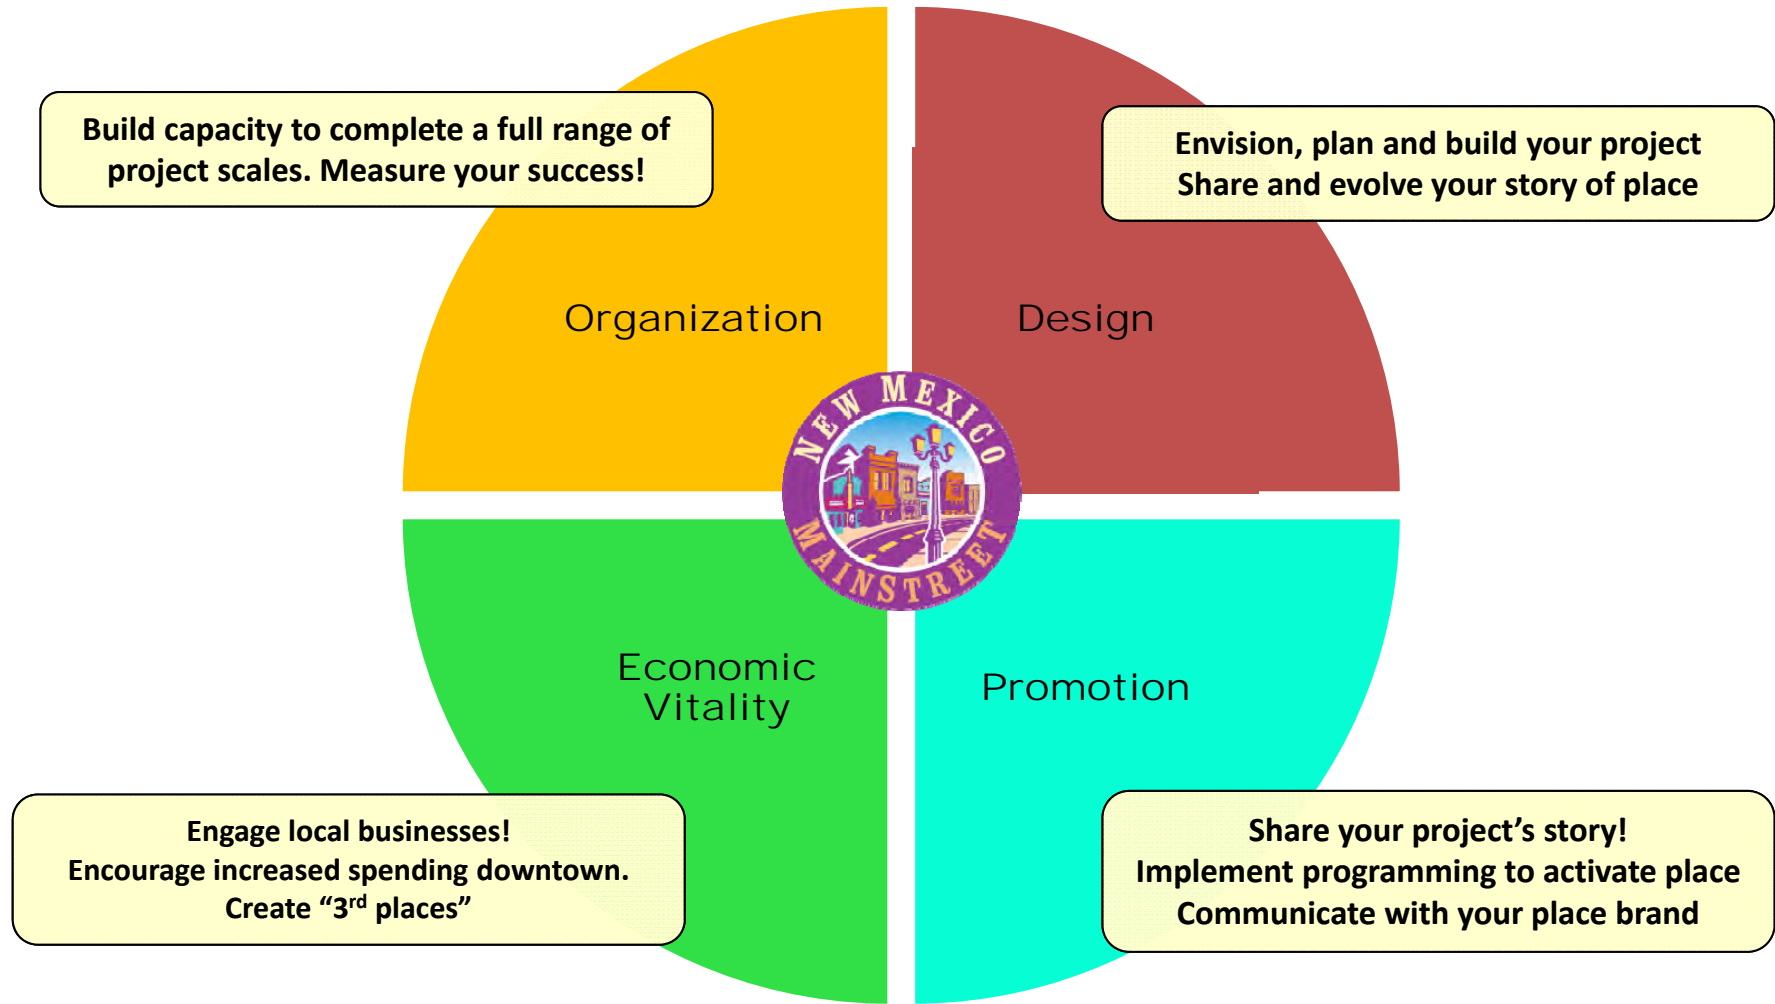 Build capacity to complete a full range of
project scales. Measure your success!
Envision, plan and build your project
Share and evolve your story of place
Organization
Design
NEW MEXICO
MAINSTREET
Economic
Vitality
Promotion
Engage local businesses!
Encourage increased spending downtown.
Create “3rd places”
Share your project’s story!
Implement programming to activate place
Communicate with your place brand